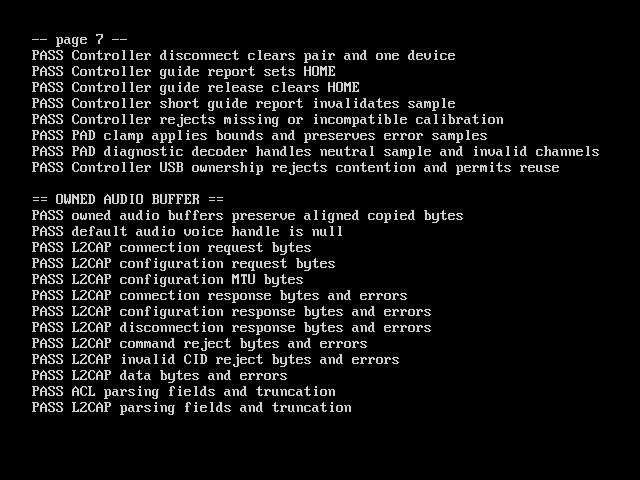 -- page 7 --
PASS Controller disconnect clears pair and one device
PASS Controller guide report sets HOME
PASS Controller guide release clears HOME
PASS Controller short guide report invalidates sample
PASS Controller rejects missing or incompatible calibration
PASS PAD clamp applies bounds and preserves error samples
PASS PAD diagnostic decoder handles neutral sample and invalid channels
PASS Controller USB ownership rejects contention and permits reuse
== OWNED AUDIO BUFFER ==
PASS owned audio buffers preserve aligned copied bytes
PASS default audio voice handle is null
PASS L2CAP connection request bytes
PASS L2CAP configuration request bytes
PASS L2CAP configuration MTU bytes
PASS L2CAP connection response bytes and errors
PASS L2CAP configuration response bytes and errors
PASS L2CAP disconnection response bytes and errors
PASS L2CAP command reject bytes and errors
PASS L2CAP invalid CID reject bytes and errors
PASS L2CAP data bytes and errors
PASS ACL parsing fields and truncation
PASS L2CAP parsing fields and truncation